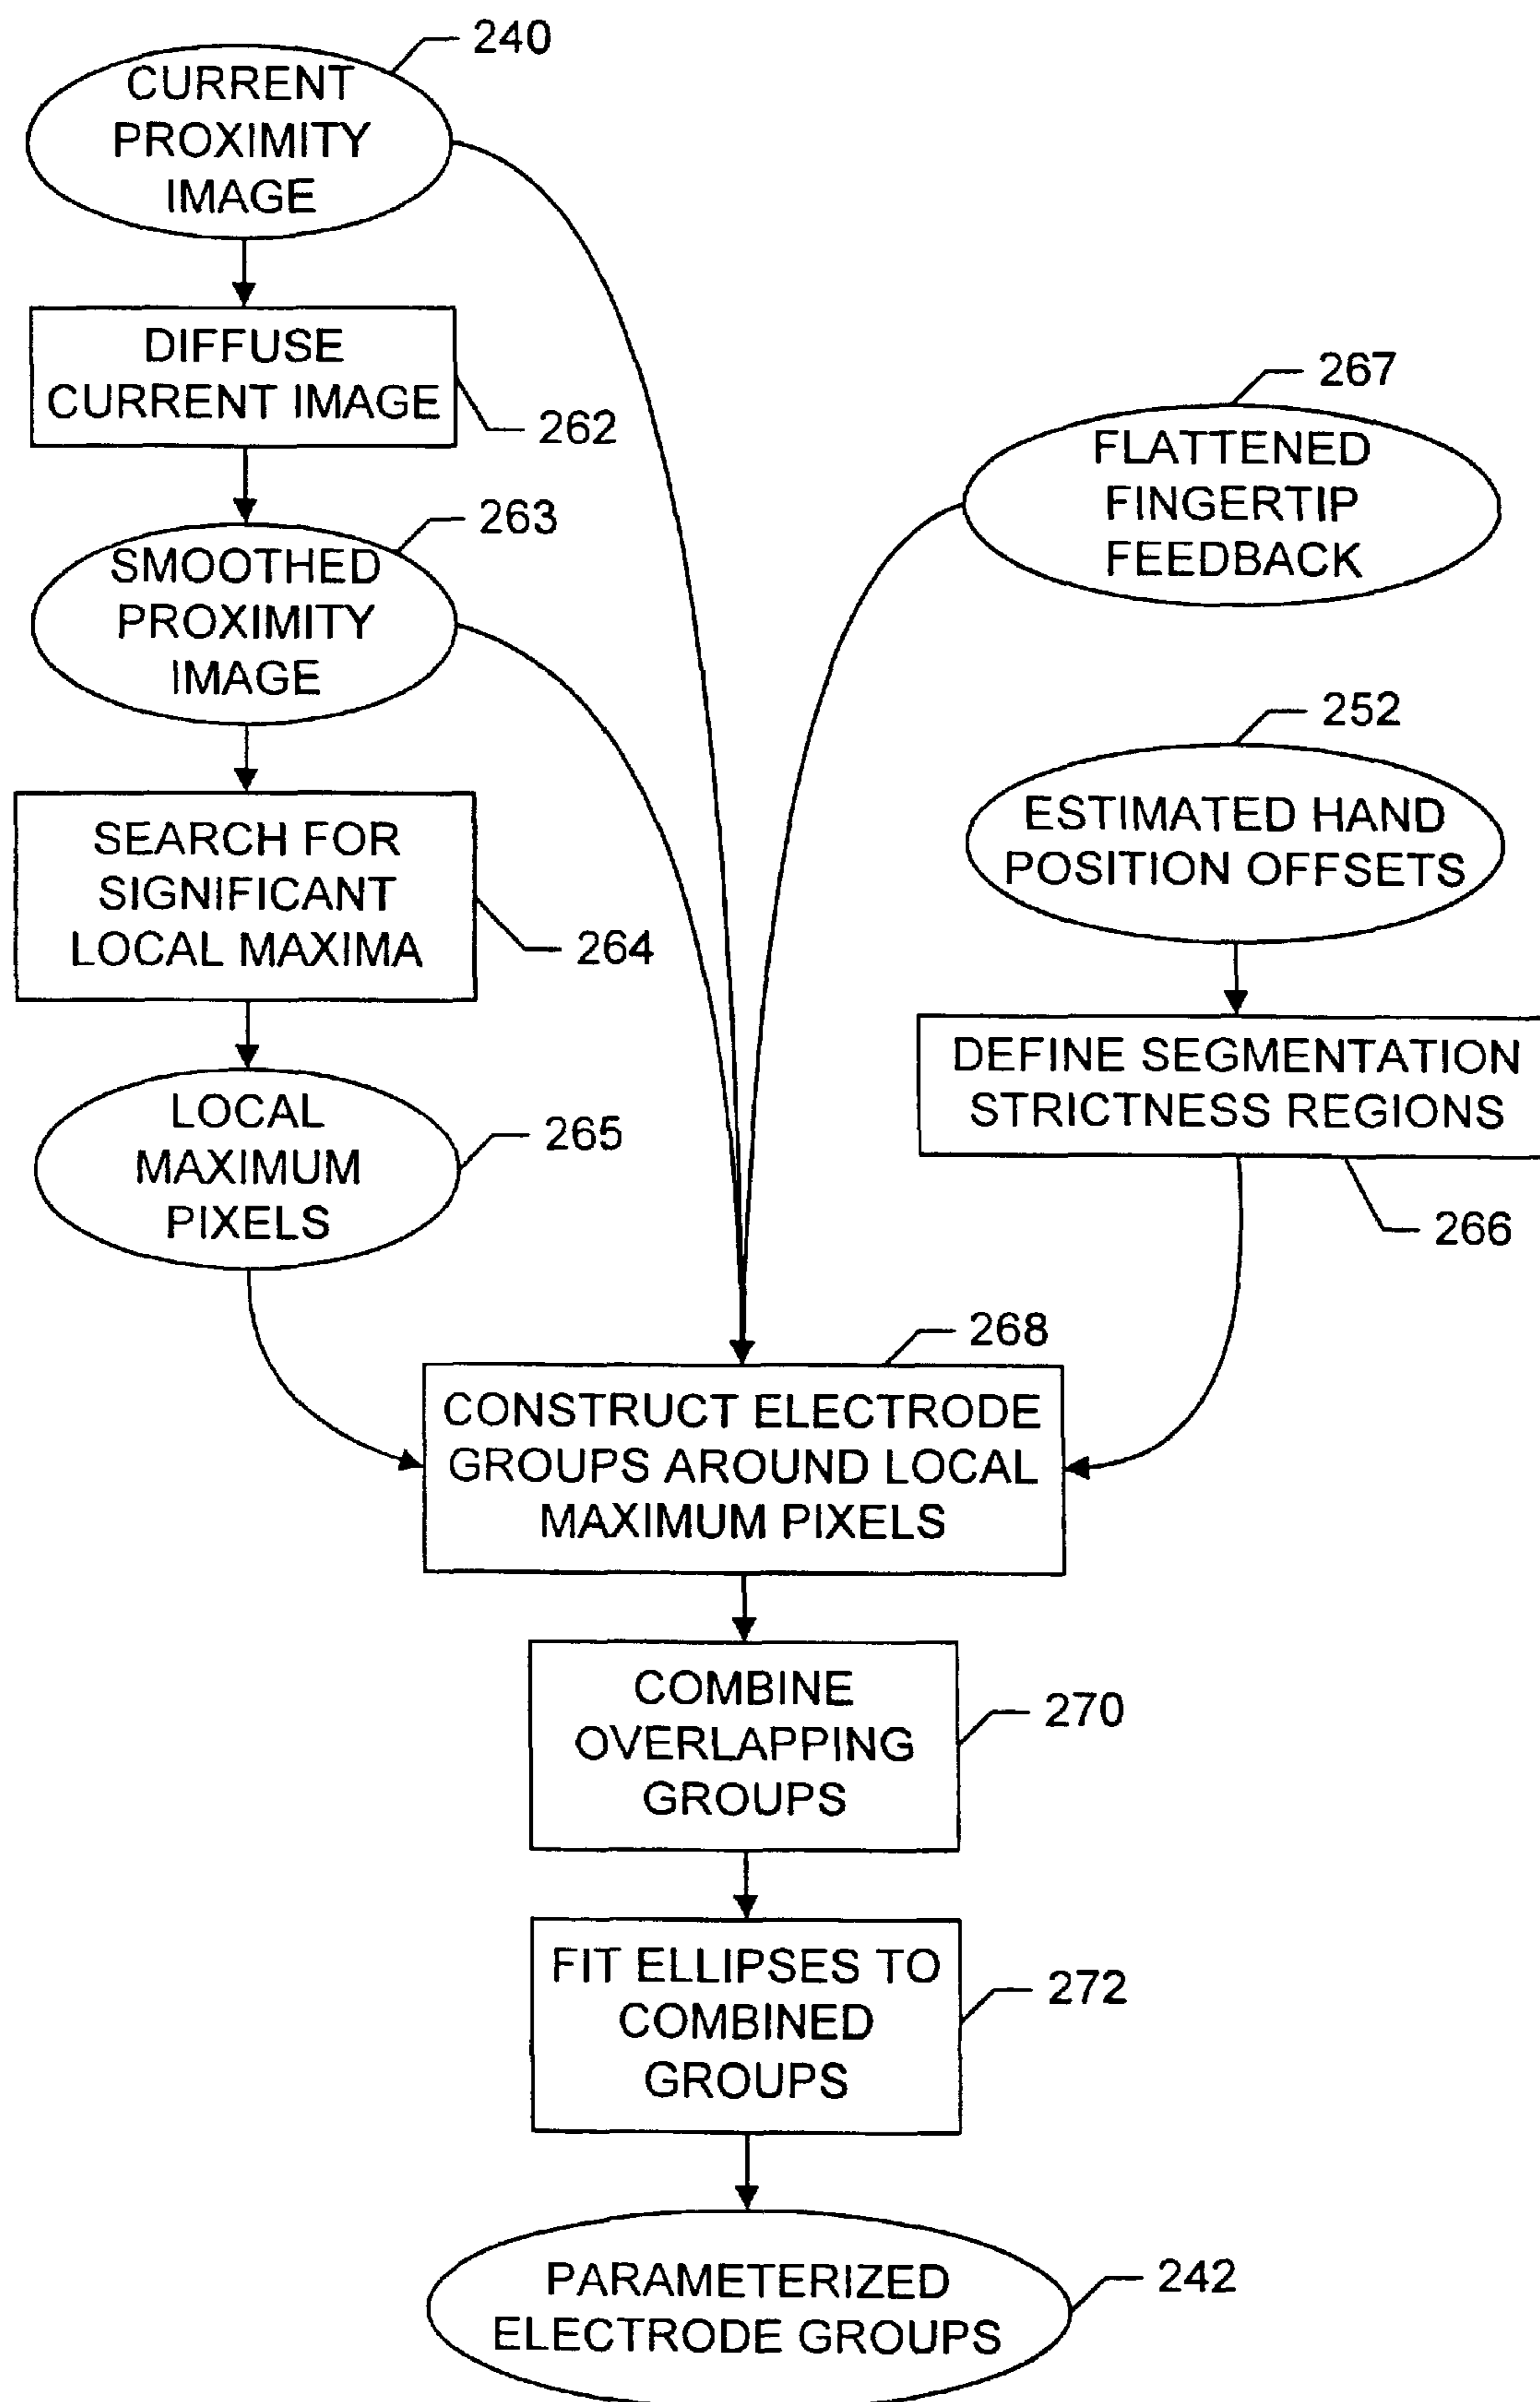 240
CURRENT
PROXIMITY
IMAGE
DIFFUSE
CURRENT IMAGE
262
267
FLATTENED
FINGERTIP
FEEDBACK
263
SMOOTHED
PROXIMITY
IMAGE
252
ESTIMATED HAND
POSITION OFFSETS
SEARCH FOR
SIGNIFICANT
LOCAL MAXIMA
264
DEFINE SEGMENTATION
STRICTNESS REGIONS
266
LOCAL
MAXIMUM
PIXELS
265
268
CONSTRUCT ELECTRODE
GROUPS AROUND LOCAL
MAXIMUM PIXELS
COMBINE
OVERLAPPING
GROUPS
270
FIT ELLIPSES TO
COMBINED
GROUPS
272
PARAMETERIZED
ELECTRODE GROUPS
242